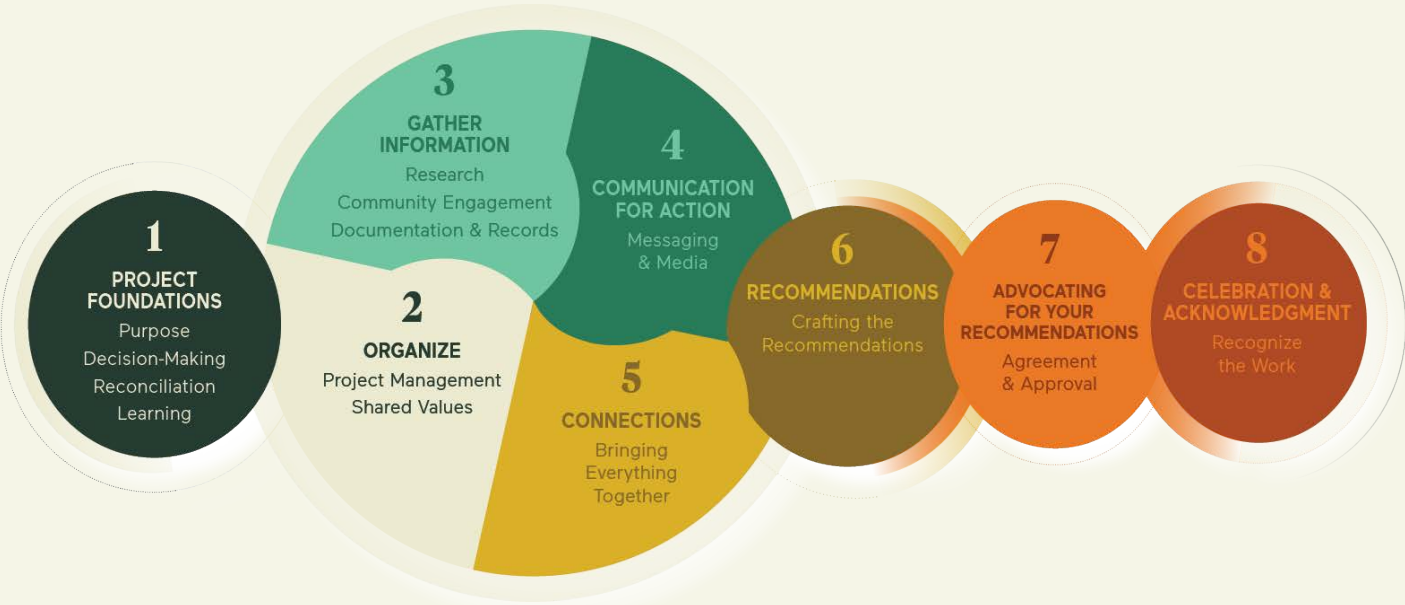 1
PROJECT
FOUNDATIONS
Purpose
Decision-Making
Reconciliation
Learning
2
ORGANIZE
Project Management
Shared Values
3
GATHER
INFORMATION
Research
Community Engagement
Documentation & Records
4
COMMUNICATION
FOR ACTION
Messaging
& Media
5
CONNECTIONS
Bringing
Everything
Together
6
RECOMMENDATIONS
Crafting the
Recommendations
7
ADVOCATING
FOR YOUR
RECOMMENDATIONS
Agreement
& Approval
8
CELEBRATION &
ACKNOWLEDGMENT
Recognize
the Work